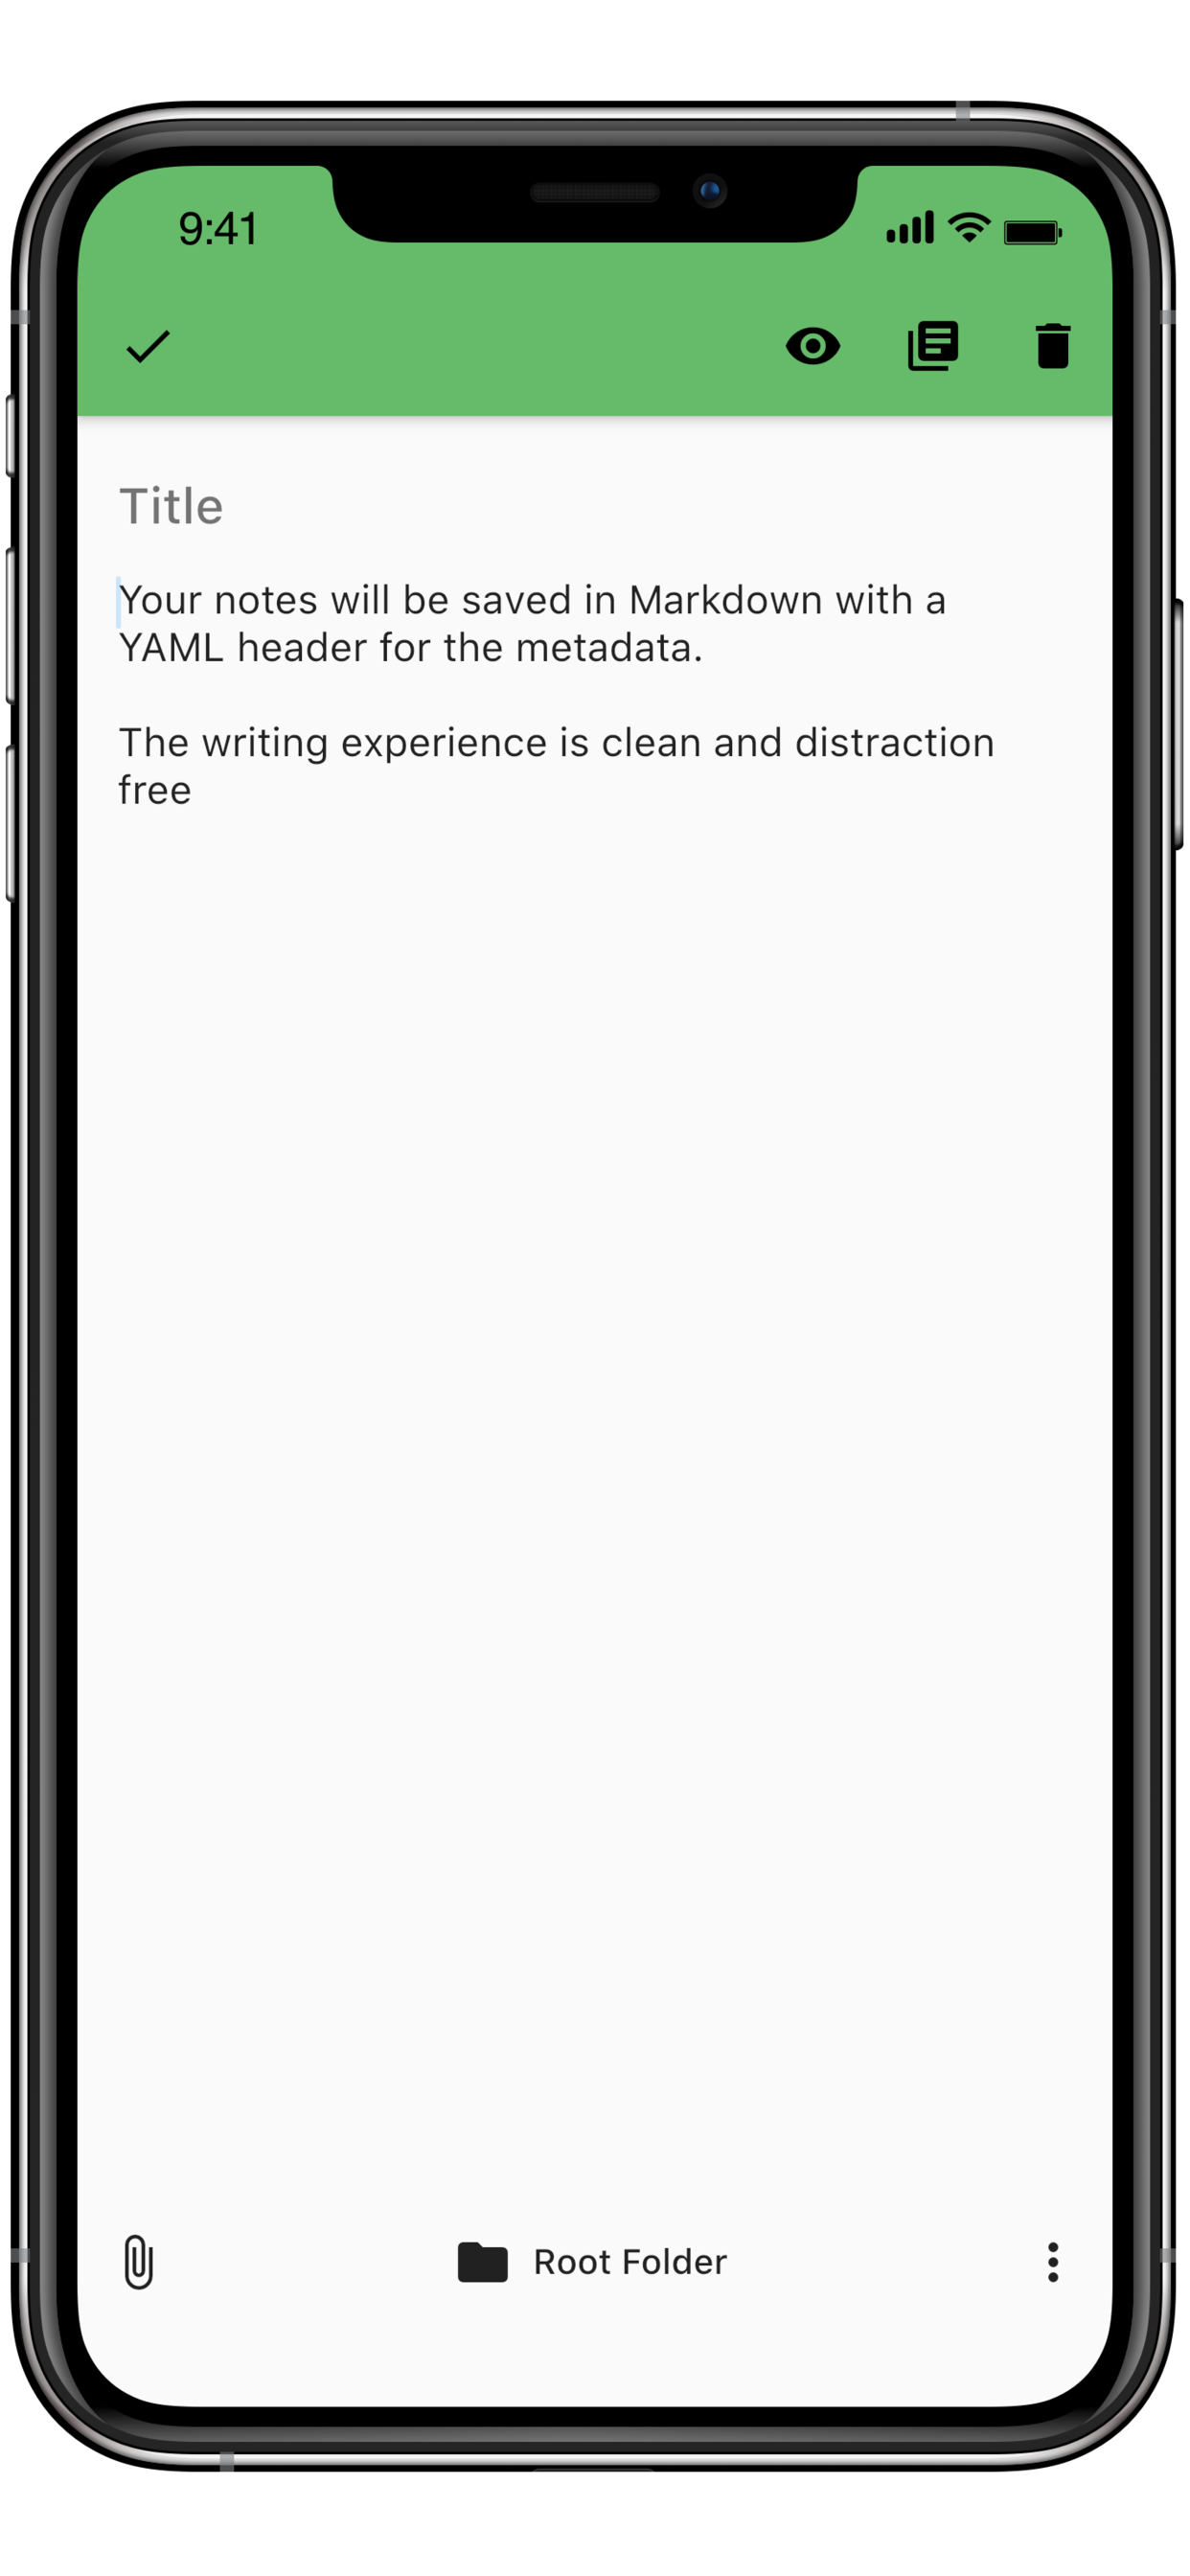 9:41
Title
Your notes will be saved in Markdown with a
YAML header for the metadata.
The writing experience is clean and distraction
free
Root Folder